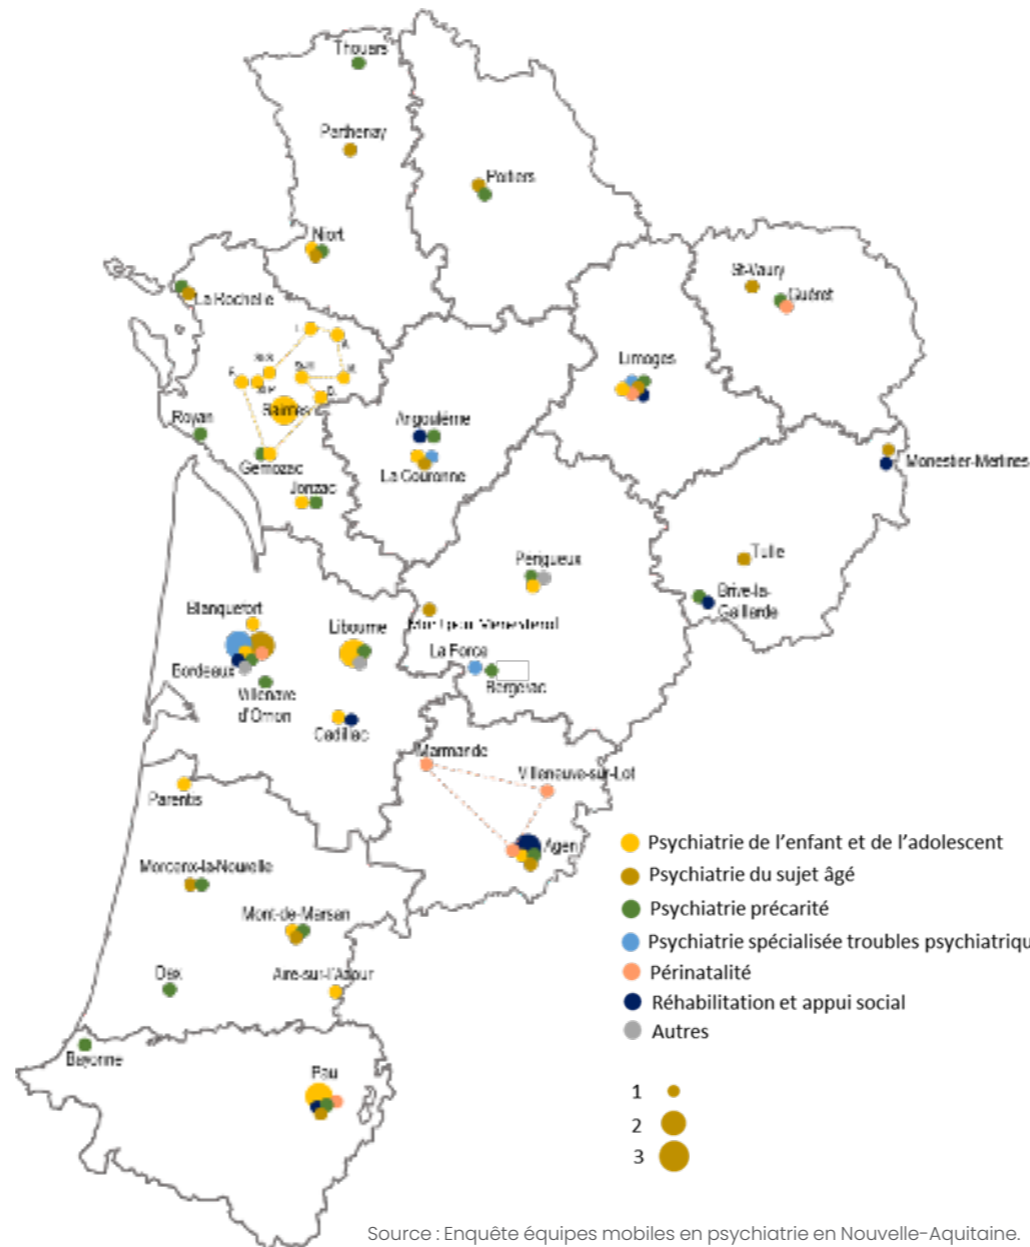 Thouars
Parthenay
Poitiers
Niort
St-Vaury
Guéret
La Rochelle
Limoges
Saintes
Royan
Angoulême
Gemozac
La Couronne
Monestier-Merlines
Jonzac
Tulle
Périgueux
Brive-la-
Gaillarde
Blanquefort
Libourne
La Force
Bordeaux
Bergerac
Villenave
d'Ornon
Cadillac
Marmande
Villeneuve-sur-Lot
Parentis
Agen
Morcenx-la-Nouvelle
Mont-de-Marsan
Dax
Aire-sur-l'Adour
Bayonne
Pau
Psychiatrie de l'enfant et de l'adolescent
Psychiatrie du sujet âgé
Psychiatrie précarité
Psychiatrie spécialisée troubles psychiatriqu
Périnatalité
Réhabilitation et appui social
Autres
1
2
3
Source : Enquête équipes mobiles en psychiatrie en Nouvelle-Aquitaine.